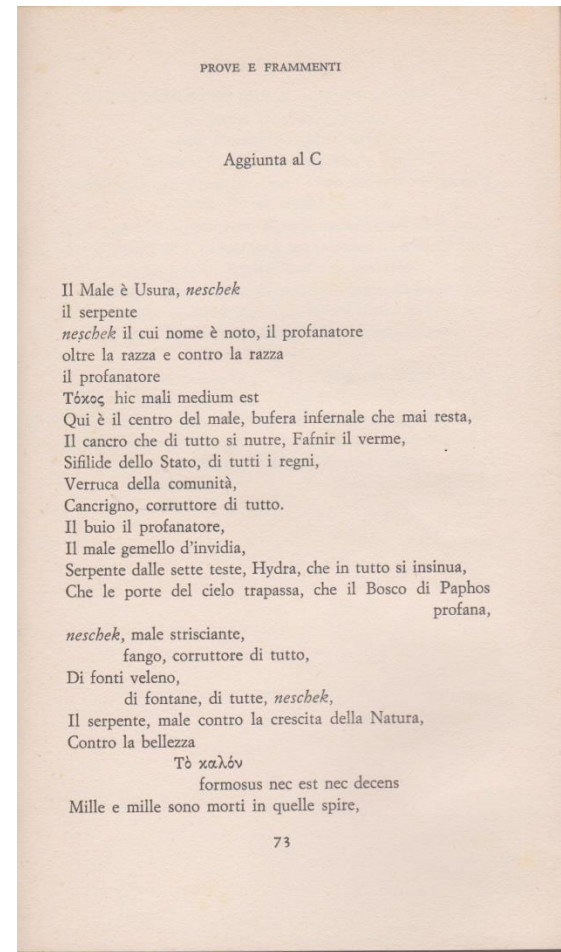 PROVE E FRAMMENTI
Aggiunta al C
Il Male è Usura, neschek
il serpente
neschek il cui nome è noto, il profanatore
oltre la razza e contro la razza
il profanatore
Τόκος hic mali medium est
Qui è il centro del male, bufera infernale che mai resta,
Il cancro che di tutto si nutre, Fafnir il verme,
Sifilide dello Stato, di tutti i regni,
Verruca della comunità,
Cancrigno, corruttore di tutto.
Il buio il profanatore,
Il male gemello d'invidia,
Serpente dalle sette teste, Hydra, che in tutto si insinua,
Che le porte del cielo trapassa, che il Bosco di Paphos
profana,
neschek, male strisciante,
fango, corruttore di tutto,
Di fonti veleno,
di fontane, di tutte, neschek,
Il serpente, male contro la crescita della Natura,
Contro la bellezza
Τὸ καλόν
formosus nec est nec decens
Mille e mille sono morti in quelle spire,
73